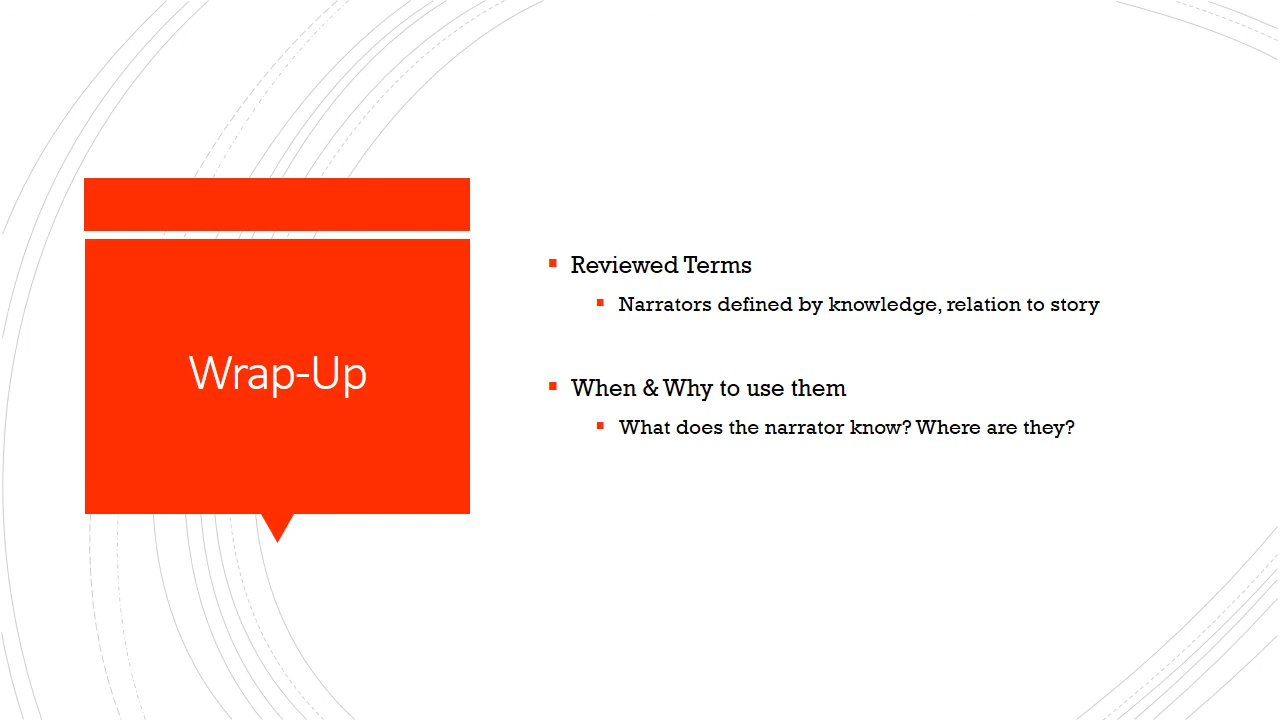 Wrap-Up
Reviewed Terms
Narrators defined by knowledge, relation to story
When & Why to use them
What does the narrator know? Where are they?